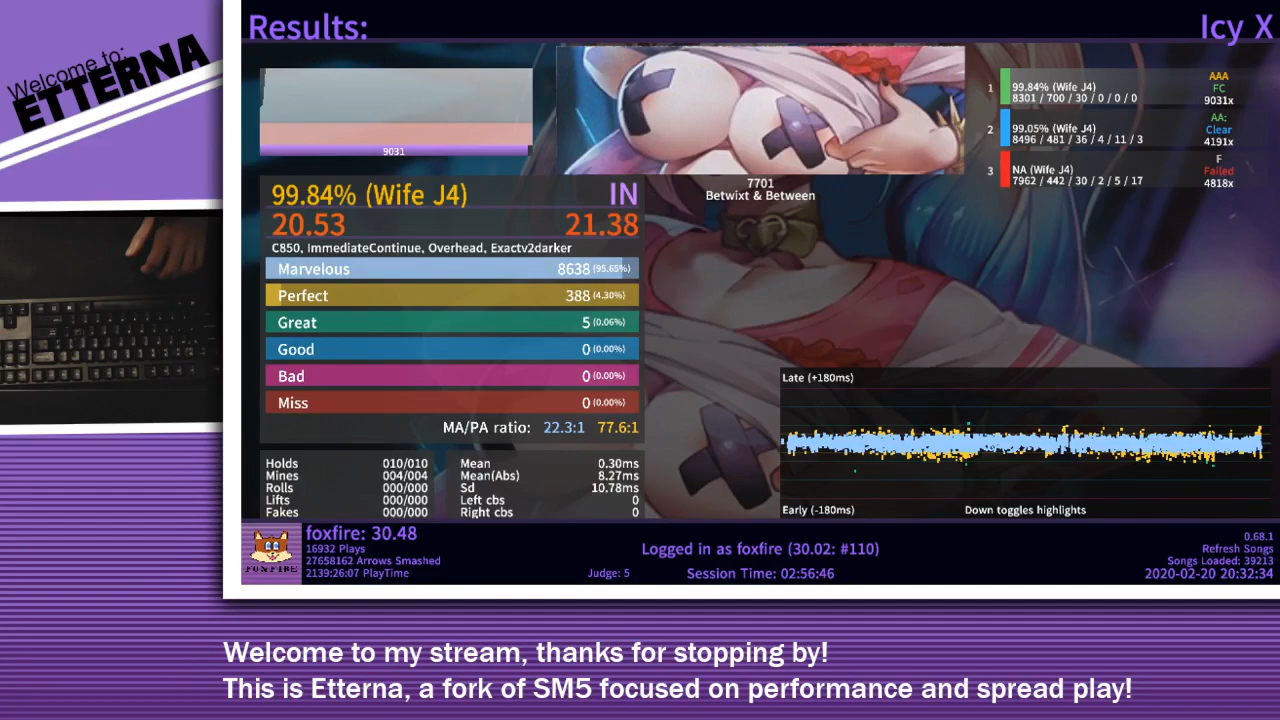 Welcome to:
ETTERNA
Results:
Icy X
9031
1
99.84% (Wife J4)
8301 / 700 / 30 / 0 / 0 / 0
AAA
FC
9031x
2
99.05% (Wife J4)
8496 / 481 / 36 / 4 / 11 / 3
AA:
Clear
4191x
3
NA (Wife J4)
7962 / 442 / 30 / 2 / 5 / 17
F
Failed
4818x
7701
Betwixt & Between
99.84% (Wife J4) IN
20.53 21.38
C850, ImmediateContinue, Overhead, Exactv2darker
Marvelous 8638 (95.65%)
Perfect 388 (4.30%)
Great 5 (0.06%)
Good 0 (0.00%)
Bad 0 (0.00%)
Miss 0 (0.00%)
MA/PA ratio: 22.3:1 77.6:1
Holds 010/010
Mines 004/004
Rolls 000/000
Lifts 000/000
Fakes 000/000
Mean 0.30ms
Mean(Abs) 8.27ms
Sd 10.78ms
Left cbs 0
Right cbs 0
Late (+180ms)
Early (-180ms)
Down toggles highlights
FOXFIRE
foxfire: 30.48
16932 Plays
27658162 Arrows Smashed
2139:26:07 PlayTime
Judge: 5
Logged in as foxfire (30.02: #110)
Session Time: 02:56:46
0.68.1
Refresh Songs
Songs Loaded: 39213
2020-02-20 20:32:34
Welcome to my stream, thanks for stopping by!
This is Etterna, a fork of SM5 focused on performance and spread play!